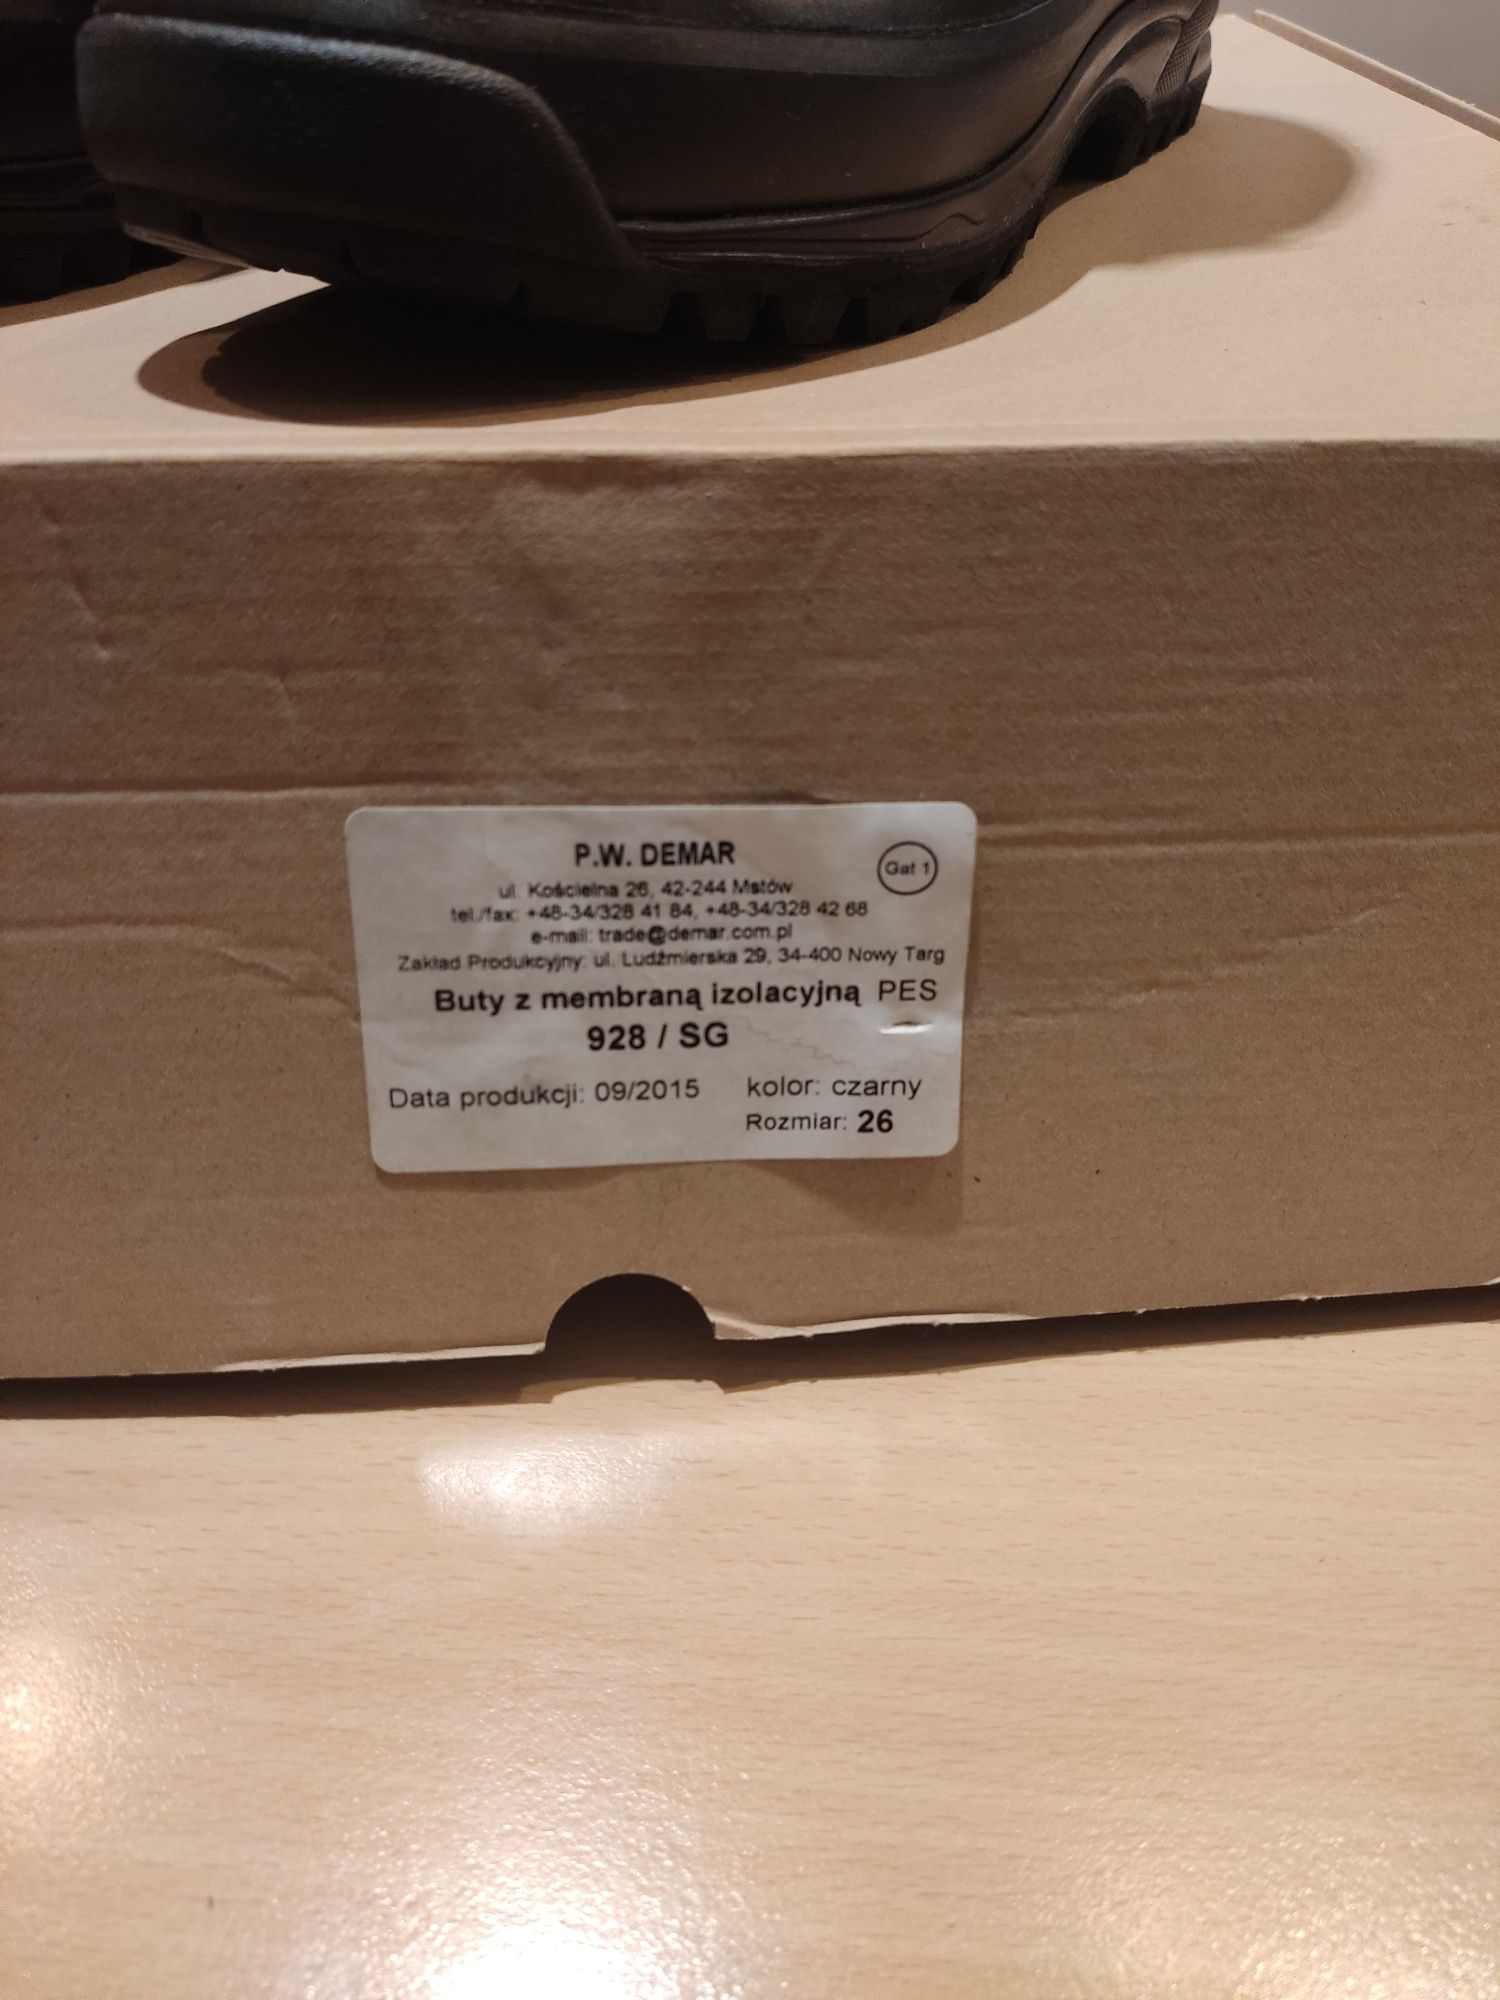 P.W. DEMAR
Gat 1
ul. Kościelna 26, 42-244 Mstów
tel./fax: +48-34/328 41 84, +48-34/328 42 68
e-mail: trade@demar.com.pl
Zakład Produkcyjny: ul. Ludźmierska 29, 34-400 Nowy Targ
Buty z membraną izolacyjną PES
928 / SG
Data produkcji: 09/2015 kolor: czarny
Rozmiar: 26